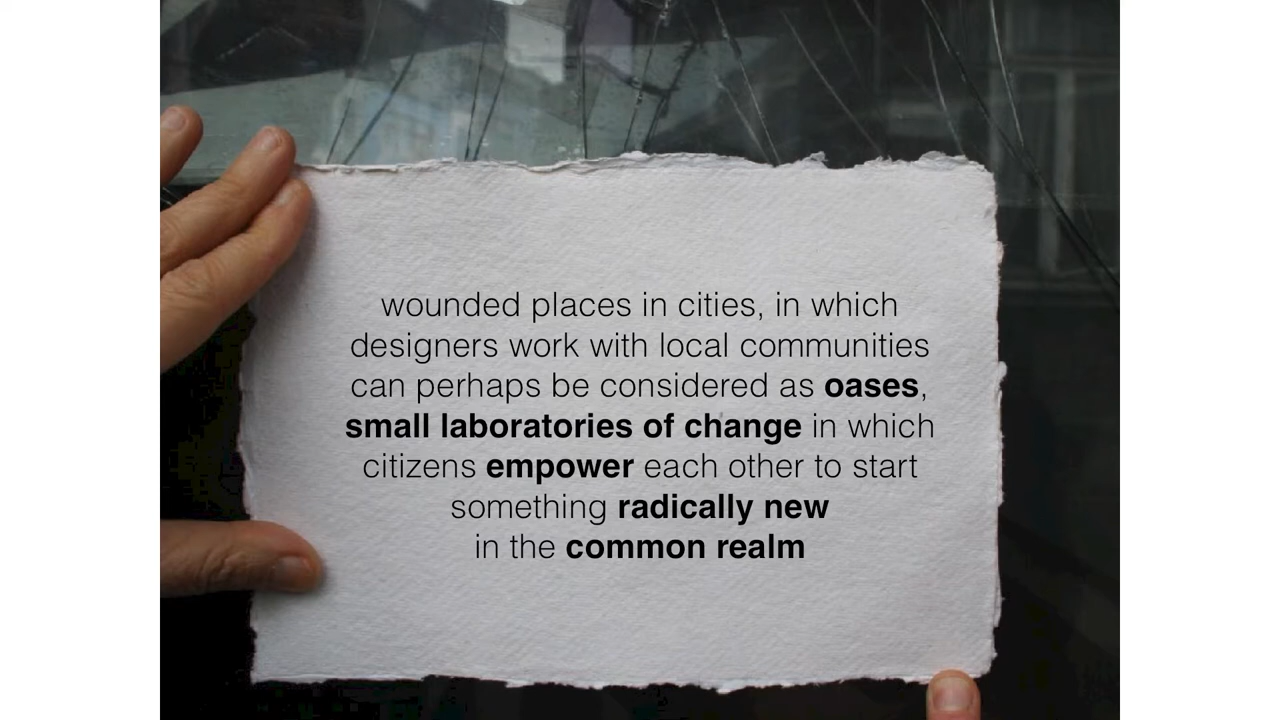 wounded places in cities, in which
designers work with local communities
can perhaps be considered as oases,
small laboratories of change in which
citizens empower each other to start
something radically new
in the common realm